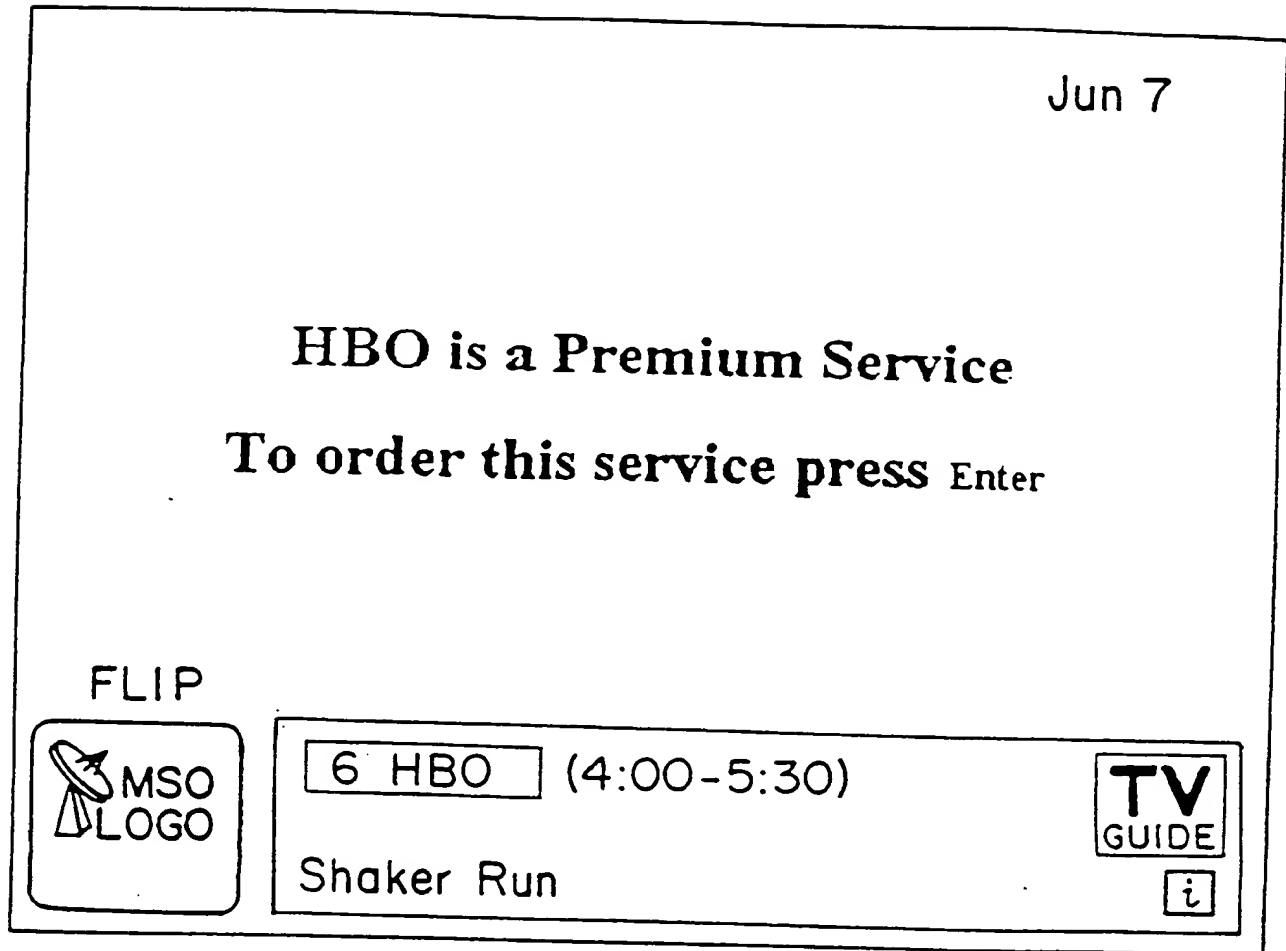 Jun 7
HBO is a Premium Service
To order this service press Enter
FLIP
MSO
LOGO
6 HBO (4:00-5:30)
TV
GUIDE
Shaker Run
i